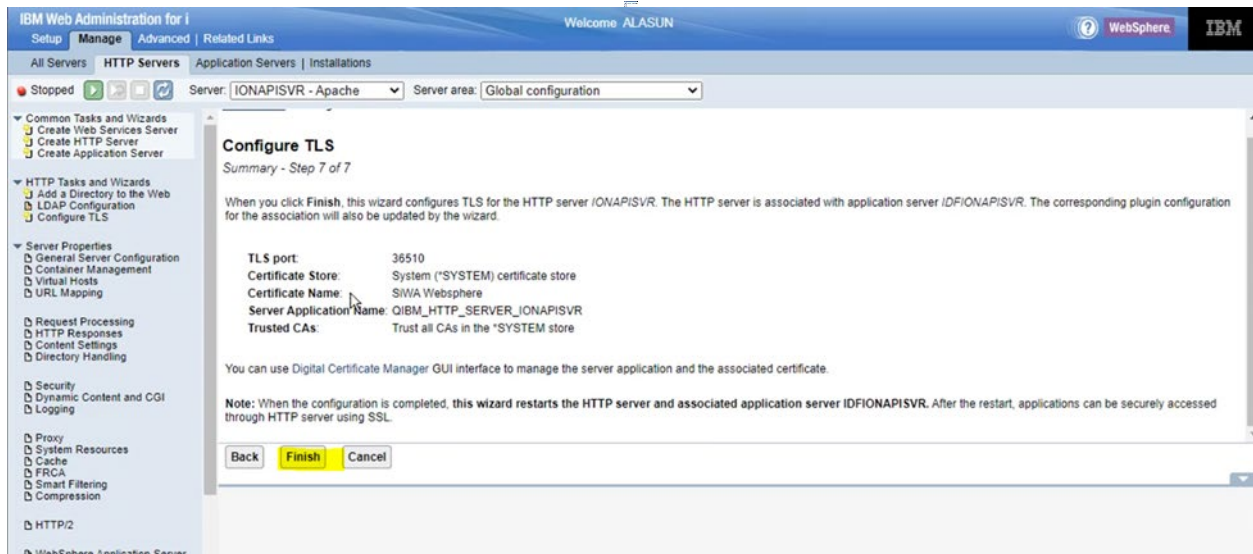 IBM Web Administration for i
Welcome ALASUN
WebSphere.
IBM
Setup Manage Advanced | Related Links
All Servers HTTP Servers Application Servers | Installations
Stopped Server: IONAPISVR - Apache Server area: Global configuration
Common Tasks and Wizards
Create Web Services Server
Create HTTP Server
Create Application Server
HTTP Tasks and Wizards
Add a Directory to the Web
LDAP Configuration
Configure TLS
Server Properties
General Server Configuration
Container Management
Virtual Hosts
URL Mapping
Request Processing
HTTP Responses
Content Settings
Directory Handling
Security
Dynamic Content and CGI
Logging
Proxy
System Resources
Cache
FRCA
Smart Filtering
Compression
HTTP/2
WebSphere Application Server
Configure TLS
Summary - Step 7 of 7
When you click Finish, this wizard configures TLS for the HTTP server IONAPISVR. The HTTP server is associated with application server IDFIONAPISVR. The corresponding plugin configuration
for the association will also be updated by the wizard.
TLS port: 36510
Certificate Store: System (*SYSTEM) certificate store
Certificate Name: SiWA Websphere
Server Application Name: QIBM_HTTP_SERVER_IONAPISVR
Trusted CAs: Trust all CAs in the *SYSTEM store
You can use Digital Certificate Manager GUI interface to manage the server application and the associated certificate.
Note: When the configuration is completed, this wizard restarts the HTTP server and associated application server IDFIONAPISVR. After the restart, applications can be securely accessed
through HTTP server using SSL.
Back Finish Cancel